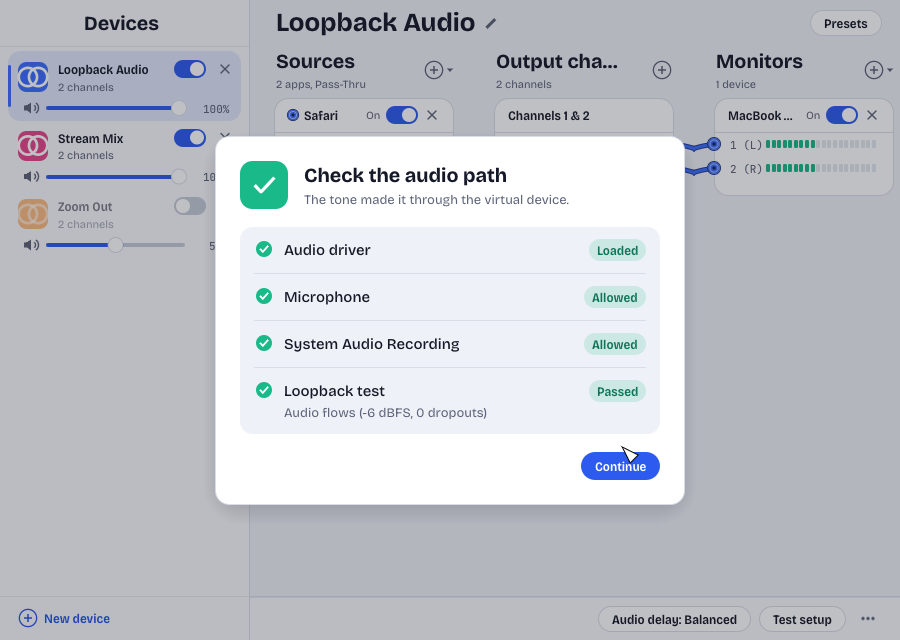 Devices
Loopback Audio
2 channels
100%
Stream Mix
2 channels
Zoom Out
2 channels
New device
Loopback Audio
Presets
Sources
2 apps, Pass-Thru
Safari
On
Output cha...
2 channels
Channels 1 & 2
Monitors
1 device
MacBook ...
On
1 (L)
2 (R)
Check the audio path
The tone made it through the virtual device.
Audio driver
Loaded
Microphone
Allowed
System Audio Recording
Allowed
Loopback test
Passed
Audio flows (-6 dBFS, 0 dropouts)
Continue
Audio delay: Balanced
Test setup